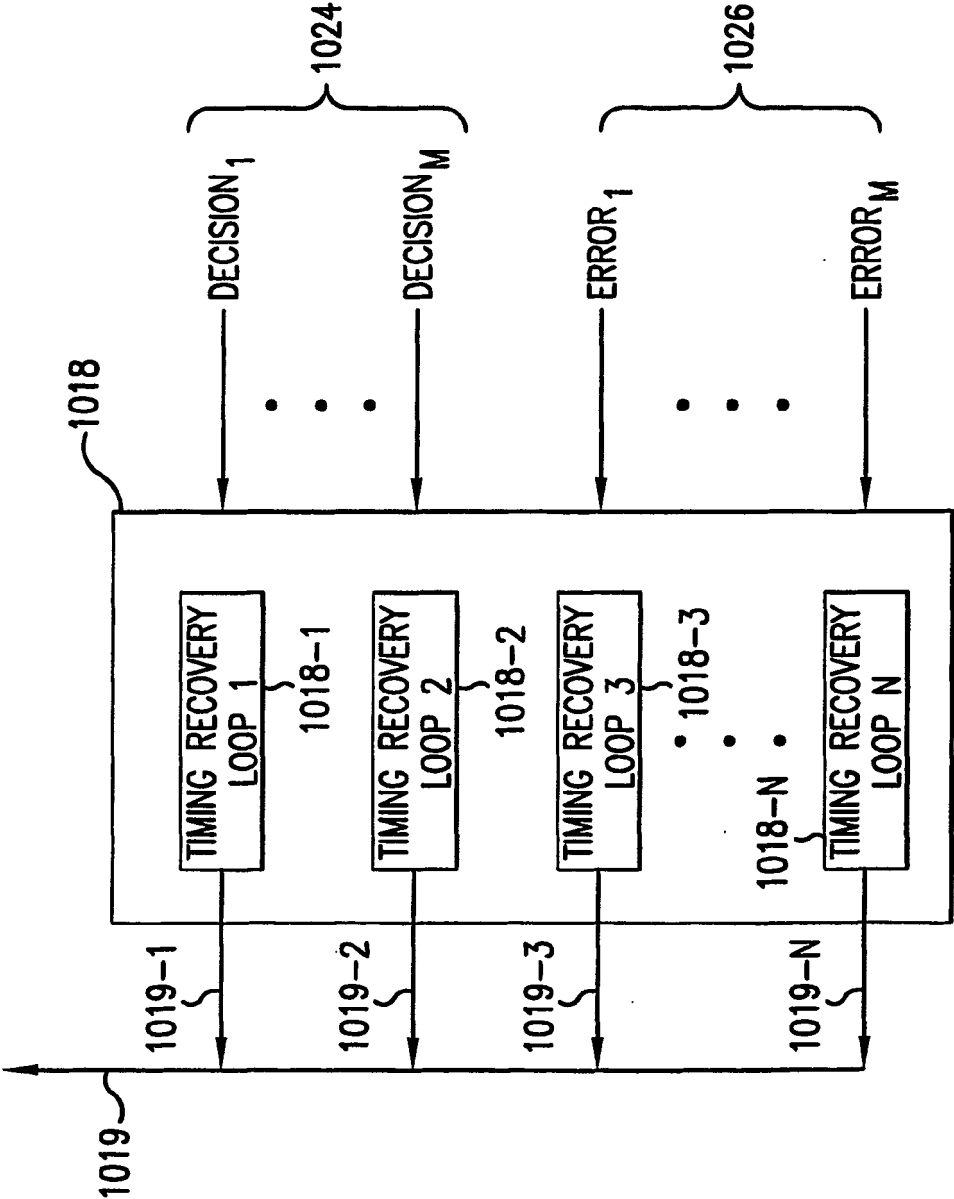 1024
DECISION1
DECISIONM
1026
ERROR1
ERRORM
1018
TIMING RECOVERY
LOOP 1
1018-1
TIMING RECOVERY
LOOP 2
1018-2
TIMING RECOVERY
LOOP 3
1018-3
TIMING RECOVERY
LOOP N
1018-N
1019-1
1019-2
1019-3
1019-N
1019